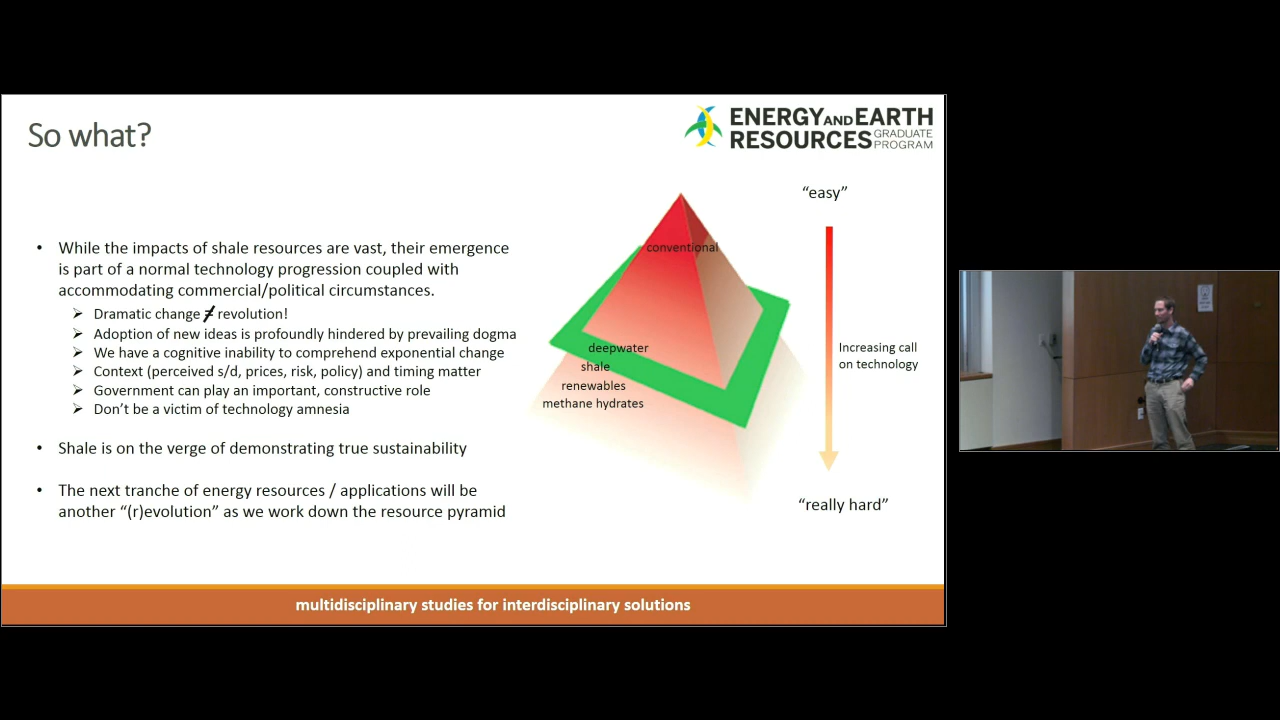 So what?
ENERGY AND EARTH
RESOURCES GRADUATE PROGRAM
• While the impacts of shale resources are vast, their emergence
is part of a normal technology progression coupled with
accommodating commercial/political circumstances.
➢ Dramatic change ≠ revolution!
➢ Adoption of new ideas is profoundly hindered by prevailing dogma
➢ We have a cognitive inability to comprehend exponential change
➢ Context (perceived s/d, prices, risk, policy) and timing matter
➢ Government can play an important, constructive role
➢ Don’t be a victim of technology amnesia
• Shale is on the verge of demonstrating true sustainability
• The next tranche of energy resources / applications will be
another “(r)evolution” as we work down the resource pyramid
conventional
deepwater
shale
renewables
methane hydrates
“easy”
Increasing call
on technology
“really hard”
multidisciplinary studies for interdisciplinary solutions